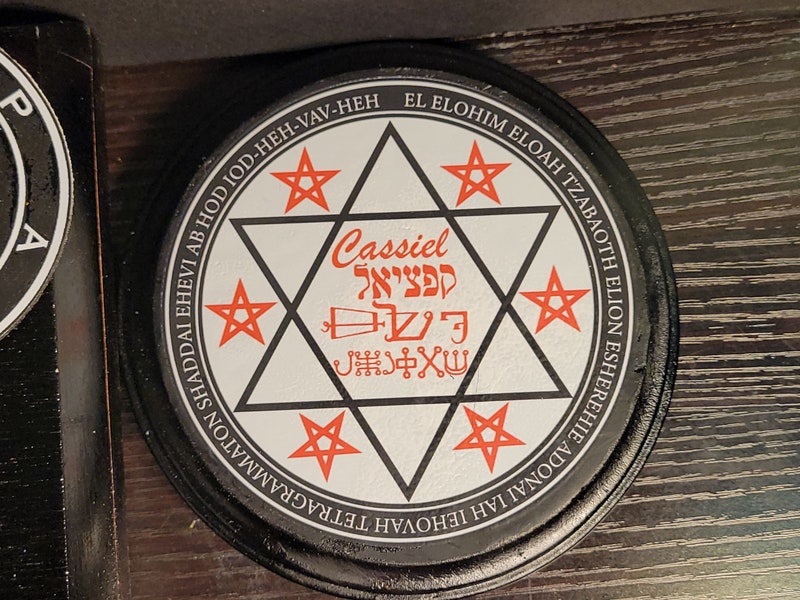 EL ELOHIM ELOAH TZABAOTH ELION ESHEREHIE ADONAI IAH IEHOVAH TETRAGRAMMATON SHADDAI EHEVI AB HOD IOD-HEH-VAV-HEH
Cassiel
קפציאל
P A